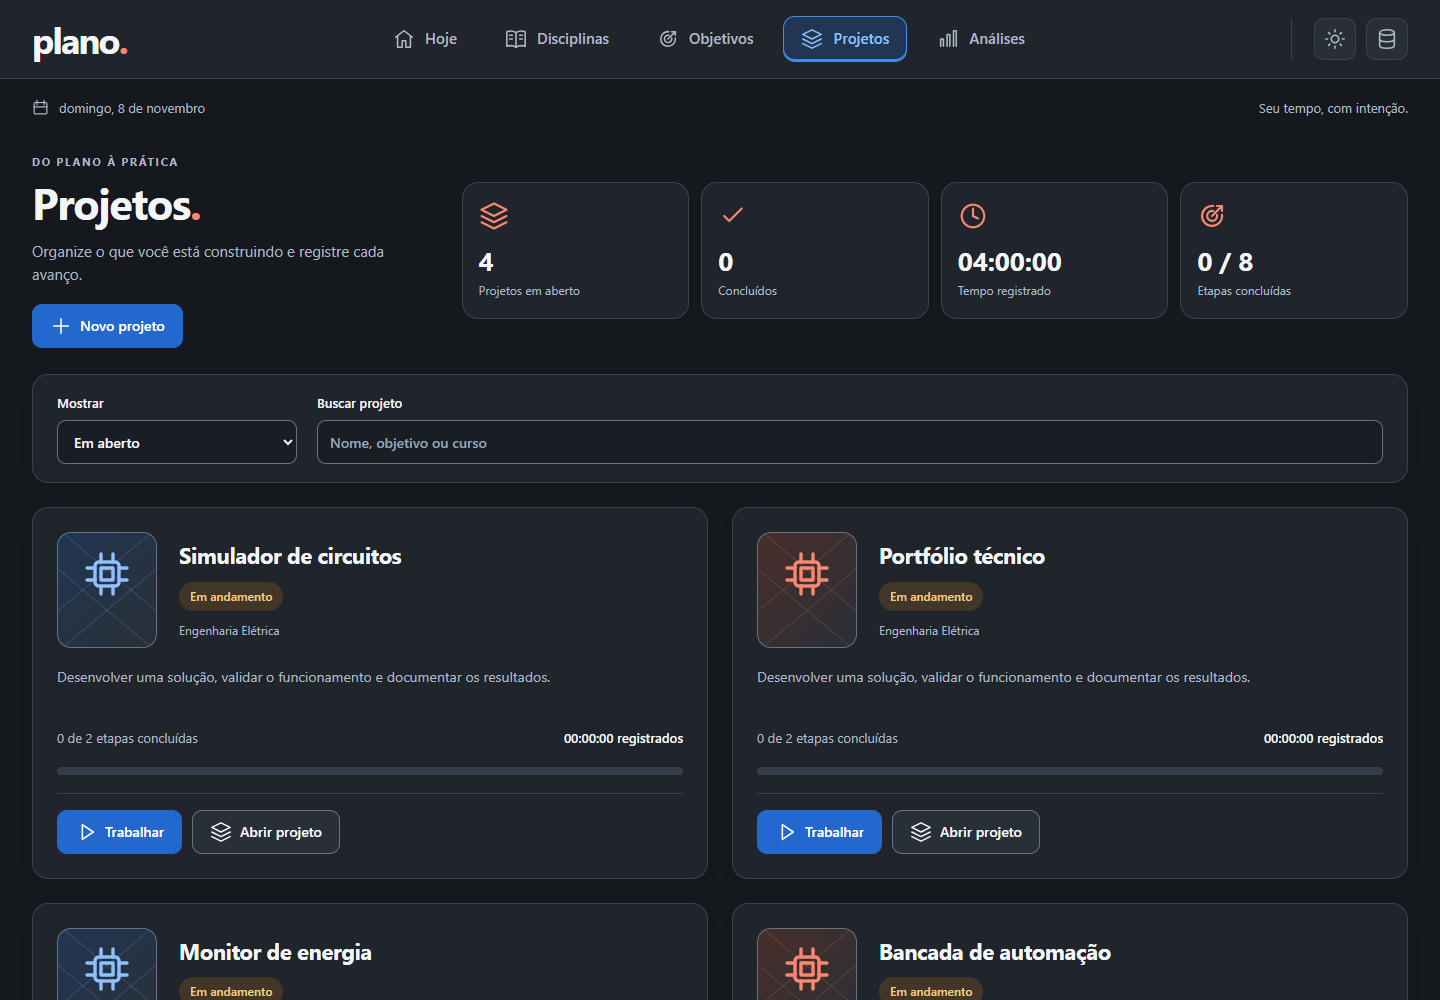 plano.
Hoje
Disciplinas
Objetivos
Projetos
Análises
domingo, 8 de novembro
Seu tempo, com intenção.
DO PLANO À PRÁTICA
Projetos.
Organize o que você está construindo e registre cada
avanço.
Novo projeto
4
Projetos em aberto
0
Concluídos
04:00:00
Tempo registrado
0 / 8
Etapas concluídas
Mostrar
Em aberto
Buscar projeto
Nome, objetivo ou curso
Simulador de circuitos
Em andamento
Engenharia Elétrica
Desenvolver uma solução, validar o funcionamento e documentar os resultados.
0 de 2 etapas concluídas
00:00:00 registrados
Trabalhar
Abrir projeto
Portfólio técnico
Em andamento
Engenharia Elétrica
Desenvolver uma solução, validar o funcionamento e documentar os resultados.
0 de 2 etapas concluídas
00:00:00 registrados
Trabalhar
Abrir projeto
Monitor de energia
Em andamento
Bancada de automação
Em andamento